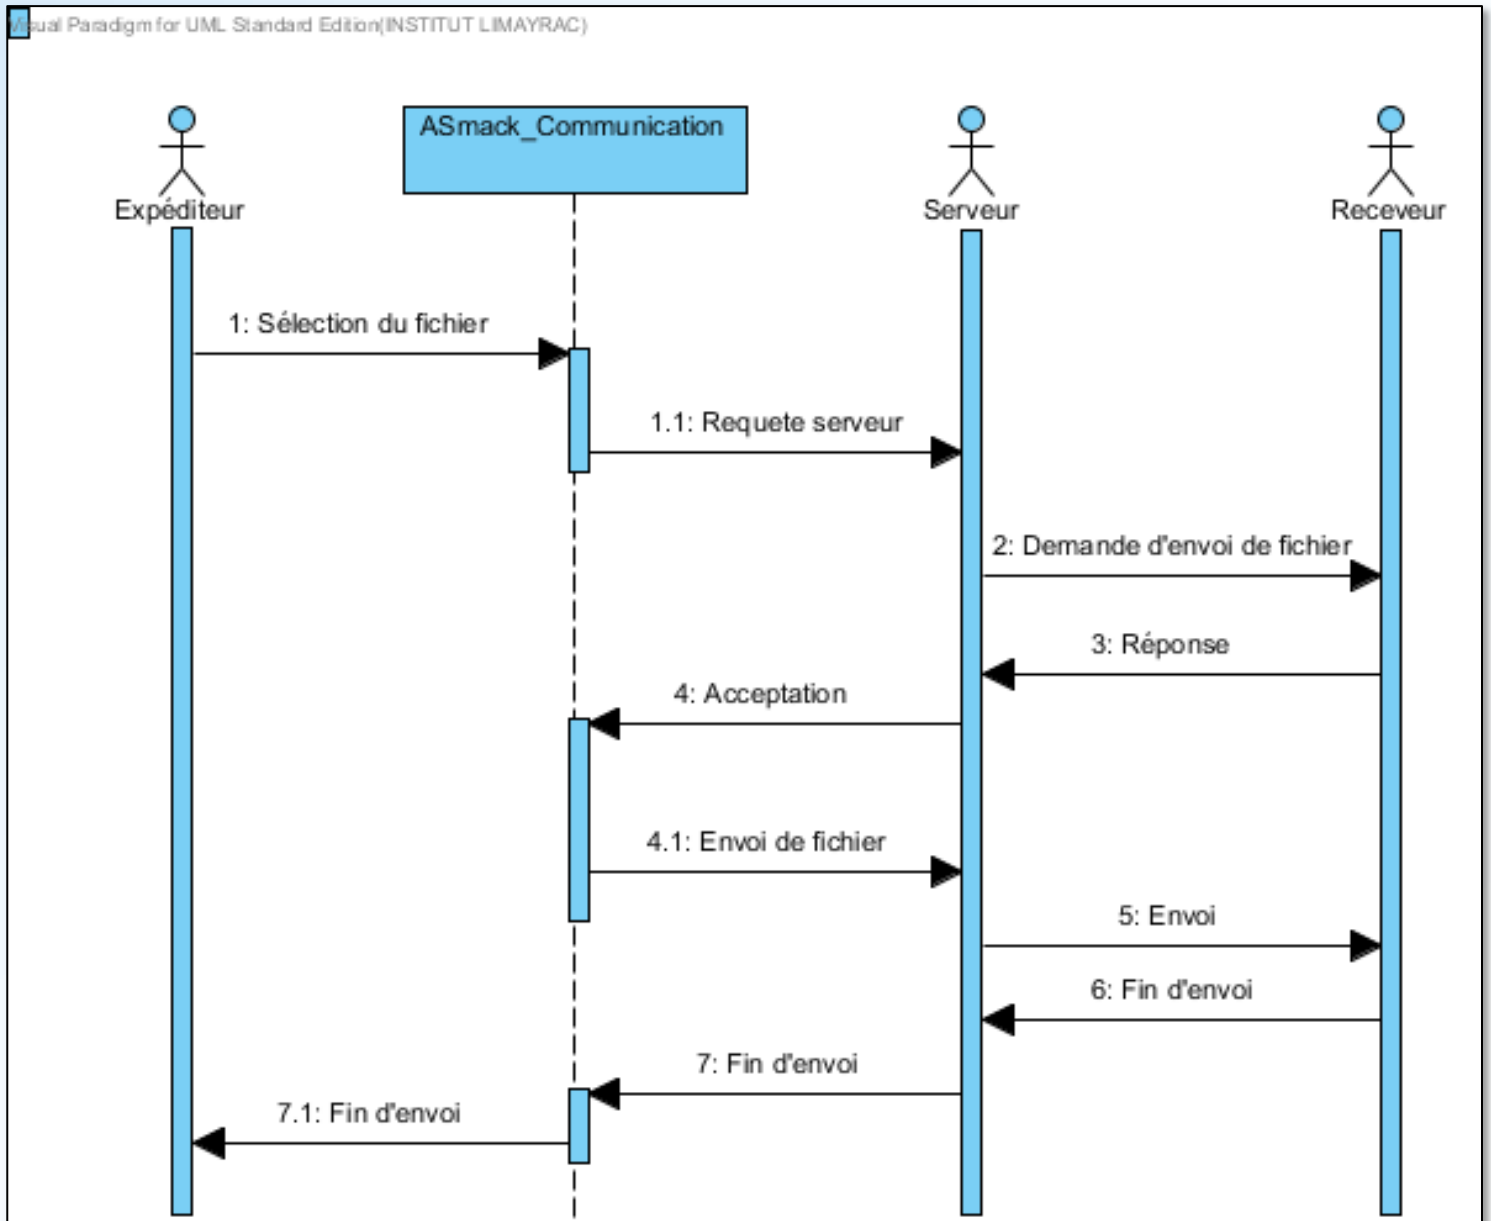 Visual Paradigm for UML Standard Edition(INSTITUT LIMAYRAC)
ASmack_Communication
Expéditeur
Serveur
Receveur
1: Sélection du fichier
1.1: Requete serveur
2: Demande d'envoi de fichier
3: Réponse
4: Acceptation
4.1: Envoi de fichier
5: Envoi
6: Fin d'envoi
7: Fin d'envoi
7.1: Fin d'envoi